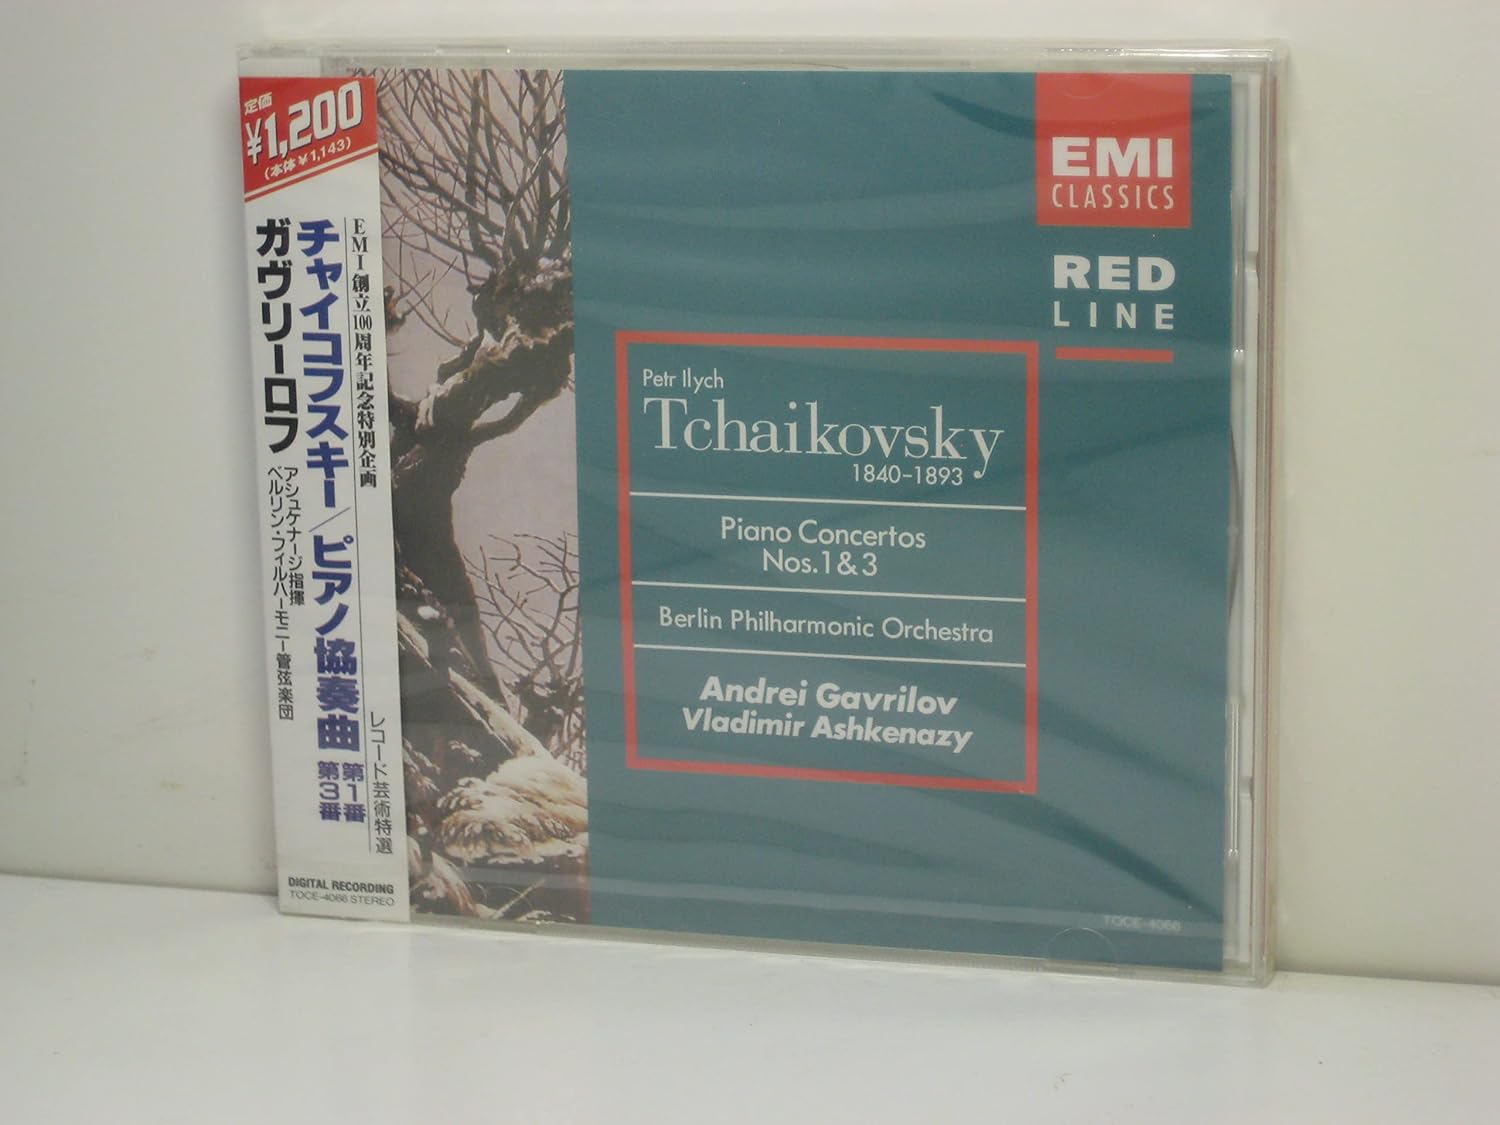 定価
¥1,200
(本体¥1,143)
EMI創立100周年記念特別企画
レコード芸術特選
チャイコフスキー/ピアノ協奏曲 第1番 第3番
ガヴリーロフ
アシュケナージ指揮
ベルリン・フィルハーモニー管弦楽団
DIGITAL RECORDING
TOCE-4066 STEREO
EMI
CLASSICS
RED
LINE
Petr Ilych
Tchaikovsky
1840-1893
Piano Concertos
Nos.1&3
Berlin Philharmonic Orchestra
Andrei Gavrilov
Vladimir Ashkenazy
TOCE-4066